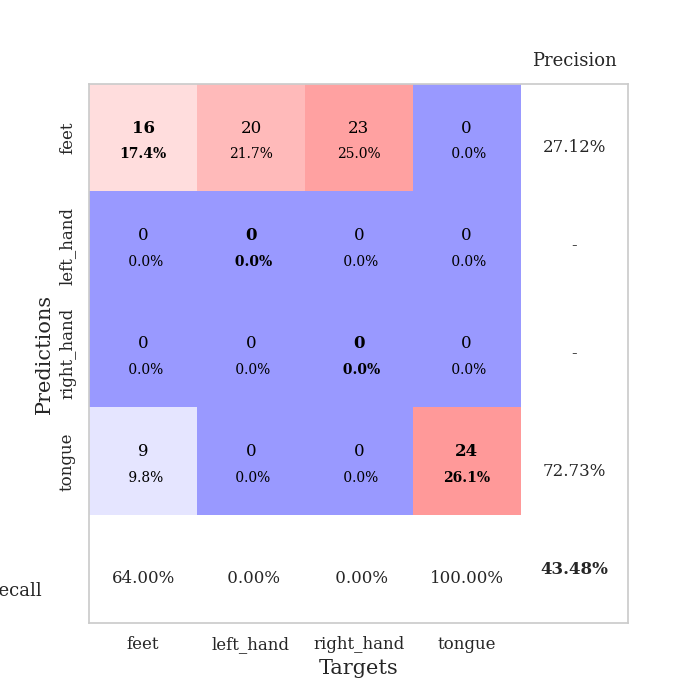 Precision
feet
16 20 23 0
17.4% 21.7% 25.0% 0.0%
27.12%
left_hand
0 0 0 0
0.0% 0.0% 0.0% 0.0%
-
Predictions
right_hand
0 0 0 0
0.0% 0.0% 0.0% 0.0%
-
tongue
9 0 0 24
9.8% 0.0% 0.0% 26.1%
72.73%
ecall
64.00% 0.00% 0.00% 100.00%
43.48%
feet left_hand right_hand tongue
Targets